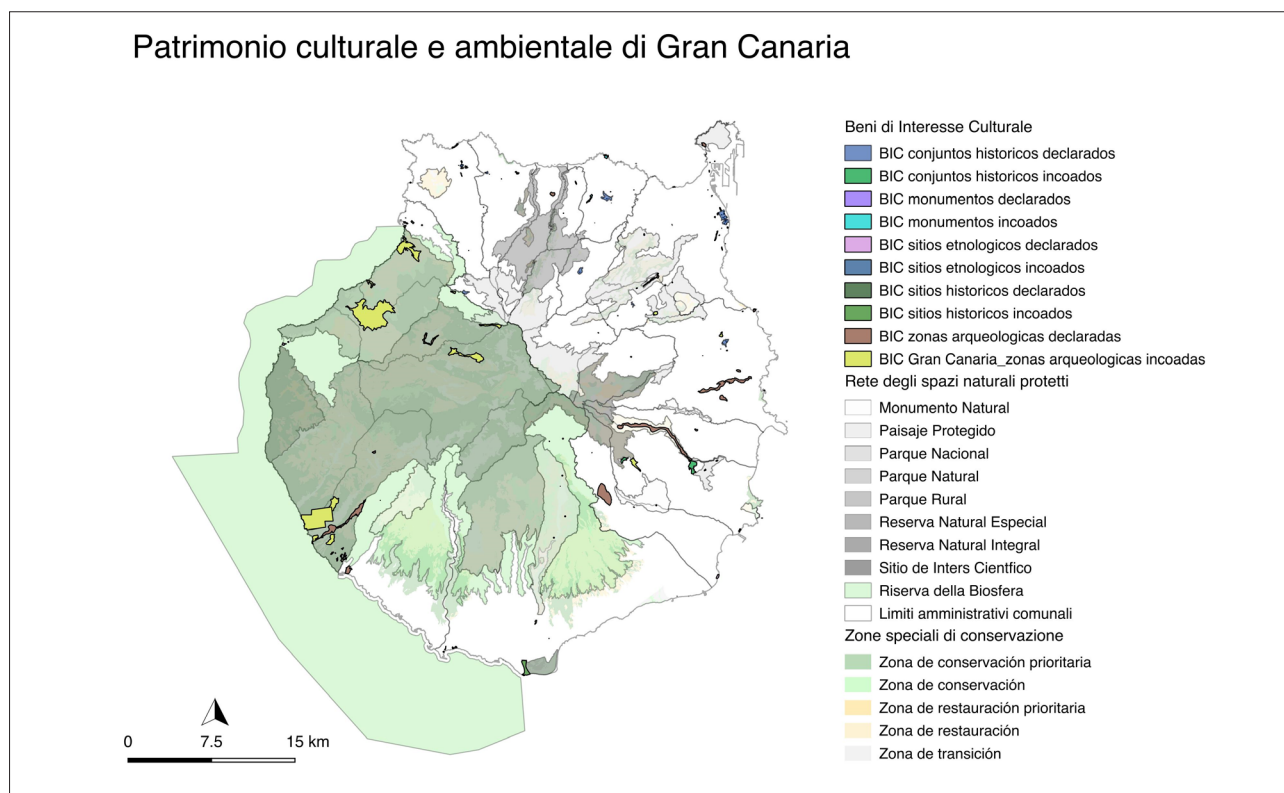 Patrimonio culturale e ambientale di Gran Canaria
Beni di Interesse Culturale
BIC conjuntos historicos declarados
BIC conjuntos historicos incoados
BIC monumentos declarados
BIC monumentos incoados
BIC sitios etnologicos declarados
BIC sitios etnologicos incoados
BIC sitios historicos declarados
BIC sitios historicos incoados
BIC zonas arqueologicas declaradas
BIC Gran Canaria_zonas arqueologicas incoadas
Rete degli spazi naturali protetti
Monumento Natural
Paisaje Protegido
Parque Nacional
Parque Natural
Parque Rural
Reserva Natural Especial
Reserva Natural Integral
Sitio de Inters Cientfico
Riserva della Biosfera
Limiti amministrativi comunali
Zone speciali di conservazione
Zona de conservación prioritaria
Zona de conservación
Zona de restauración prioritaria
Zona de restauración
Zona de transición
0 7.5 15 km